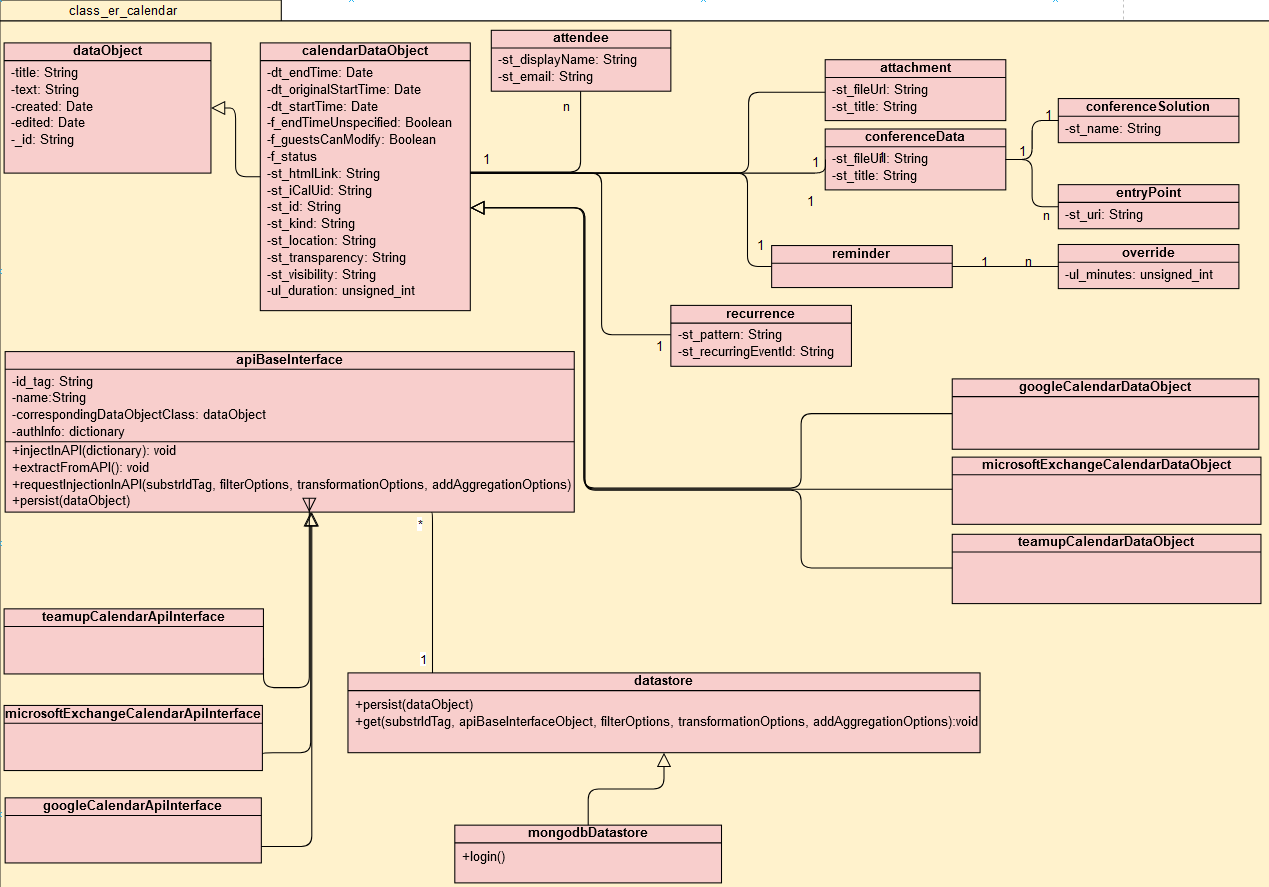 class_er_calendar
dataObject
-title: String
-text: String
-created: Date
-edited: Date
-_id: String
calendarDataObject
-dt_endTime: Date
-dt_originalStartTime: Date
-dt_startTime: Date
-f_endTimeUnspecified: Boolean
-f_guestsCanModify: Boolean
-f_status
-st_htmlLink: String
-st_iCalUid: String
-st_id: String
-st_kind: String
-st_location: String
-st_transparency: String
-st_visibility: String
-ul_duration: unsigned_int
attendee
-st_displayName: String
-st_email: String
n
1
attachment
-st_fileUrl: String
-st_title: String
conferenceData
-st_fileUrl: String
-st_title: String
1
1
1
1
conferenceSolution
-st_name: String
entryPoint
-st_uri: String
n
1
reminder
1
n
override
-ul_minutes: unsigned_int
recurrence
-st_pattern: String
-st_recurringEventId: String
1
apiBaseInterface
-id_tag: String
-name:String
-correspondingDataObjectClass: dataObject
-authInfo: dictionary
+injectInAPI(dictionary): void
+extractFromAPI(): void
+requestInjectionInAPI(substrIdTag, filterOptions, transformationOptions, addAggregationOptions)
+persist(dataObject)
googleCalendarDataObject
microsoftExchangeCalendarDataObject
teamupCalendarDataObject
*
1
teamupCalendarApiInterface
microsoftExchangeCalendarApiInterface
googleCalendarApiInterface
datastore
+persist(dataObject)
+get(substrIdTag, apiBaseInterfaceObject, filterOptions, transformationOptions, addAggregationOptions):void
mongodbDatastore
+login()